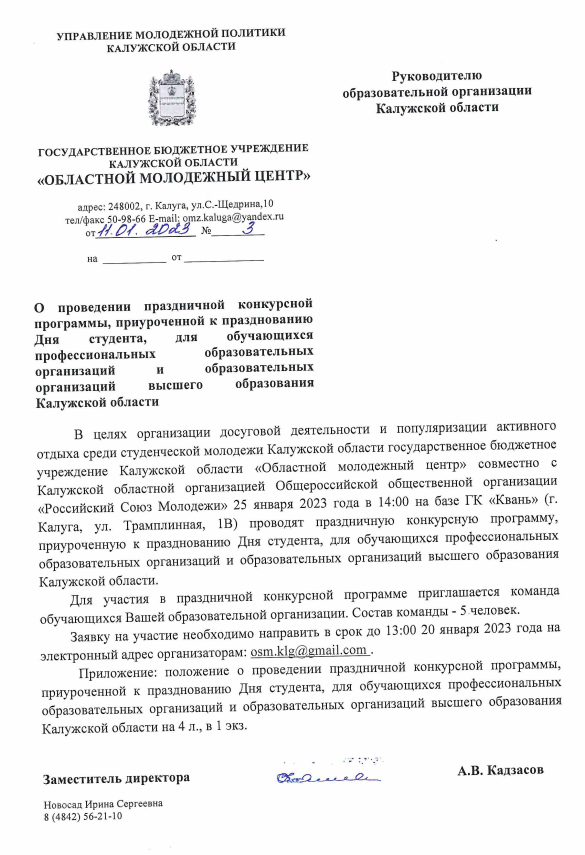 УПРАВЛЕНИЕ МОЛОДЕЖНОЙ ПОЛИТИКИ
КАЛУЖСКОЙ ОБЛАСТИ
ГОСУДАРСТВЕННОЕ БЮДЖЕТНОЕ УЧРЕЖДЕНИЕ
КАЛУЖСКОЙ ОБЛАСТИ
«ОБЛАСТНОЙ МОЛОДЕЖНЫЙ ЦЕНТР»
адрес: 248002, г. Калуга, ул.С.-Щедрина,10
тел/факс 50-98-66 E-mail: omz.kaluga@yandex.ru
от 11.01. 2023 № 3
на ____________ от ______________
Руководителю
образовательной организации
Калужской области
О проведении праздничной конкурсной
программы, приуроченной к празднованию
Дня студента, для обучающихся
профессиональных образовательных
организаций и образовательных
организаций высшего образования
Калужской области
В целях организации досуговой деятельности и популяризации активного
отдыха среди студенческой молодежи Калужской области государственное бюджетное
учреждение Калужской области «Областной молодежный центр» совместно с
Калужской областной организацией Общероссийской общественной организации
«Российский Союз Молодежи» 25 января 2023 года в 14:00 на базе ГК «Квань» (г.
Калуга, ул. Трамплинная, 1В) проводят праздничную конкурсную программу,
приуроченную к празднованию Дня студента, для обучающихся профессиональных
образовательных организаций и образовательных организаций высшего образования
Калужской области.
Для участия в праздничной конкурсной программе приглашается команда
обучающихся Вашей образовательной организации. Состав команды - 5 человек.
Заявку на участие необходимо направить в срок до 13:00 20 января 2023 года на
электронный адрес организаторам: osm.klg@gmail.com .
Приложение: положение о проведении праздничной конкурсной программы,
приуроченной к празднованию Дня студента, для обучающихся профессиональных
образовательных организаций и образовательных организаций высшего образования
Калужской области на 4 л., в 1 экз.
Заместитель директора А.В. Кадзасов
Новосад Ирина Сергеевна
8 (4842) 56-21-10